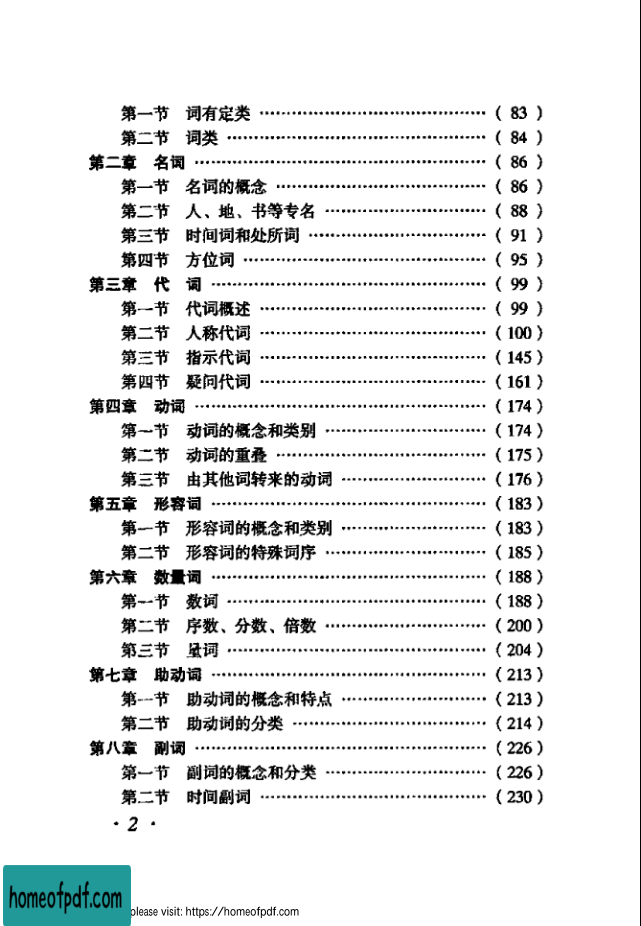 第一节 词有定类 …………………………………… ( 83 )
第二节 词类 …………………………………… ( 84 )
第二章 名词 …………………………………… ( 86 )
第一节 名词的概念 …………………………………… ( 86 )
第二节 人、地、书等专名 …………………………………… ( 88 )
第三节 时间词和处所词 …………………………………… ( 91 )
第四节 方位词 …………………………………… ( 95 )
第三章 代 词 …………………………………… ( 99 )
第一节 代词概述 …………………………………… ( 99 )
第二节 人称代词 …………………………………… ( 100 )
第三节 指示代词 …………………………………… ( 145 )
第四节 疑问代词 …………………………………… ( 161 )
第四章 动词 …………………………………… ( 174 )
第一节 动词的概念和类别 …………………………………… ( 174 )
第二节 动词的重叠 …………………………………… ( 175 )
第三节 由其他词转来的动词 …………………………………… ( 176 )
第五章 形容词 …………………………………… ( 183 )
第一节 形容词的概念和类别 …………………………………… ( 183 )
第二节 形容词的特殊词序 …………………………………… ( 185 )
第六章 数量词 …………………………………… ( 188 )
第一节 数词 …………………………………… ( 188 )
第二节 序数、分数、倍数 …………………………………… ( 200 )
第三节 量词 …………………………………… ( 204 )
第七章 助动词 …………………………………… ( 213 )
第一节 助动词的概念和特点 …………………………………… ( 213 )
第二节 助动词的分类 …………………………………… ( 214 )
第八章 副词 …………………………………… ( 226 )
第一节 副词的概念和分类 …………………………………… ( 226 )
第二节 时间副词 …………………………………… ( 230 )
· 2 ·
homeofpdf.com
please visit: https://homeofpdf.com